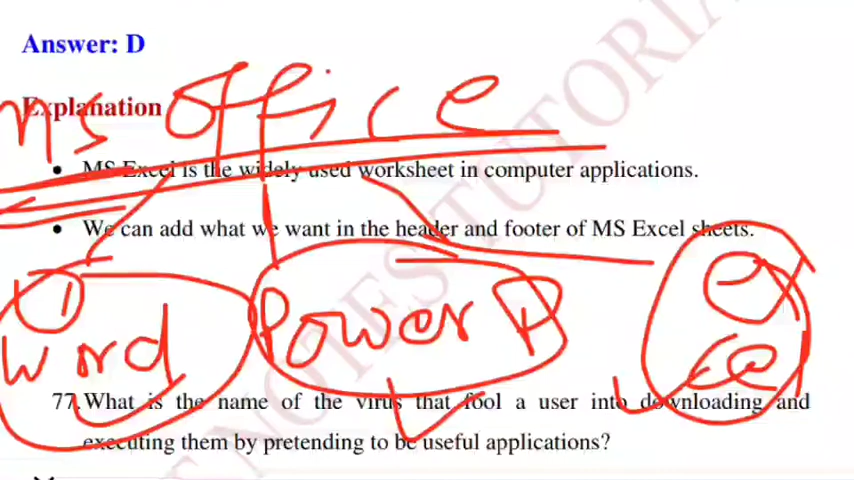 Answer: D
ms office
Explanation
• MS Excel is the widely used worksheet in computer applications.
• We can add what we want in the header and footer of MS Excel sheets.
1
word
Power P
excel
77. What is the name of the virus that fool a user into downloading and
executing them by pretending to be useful applications?